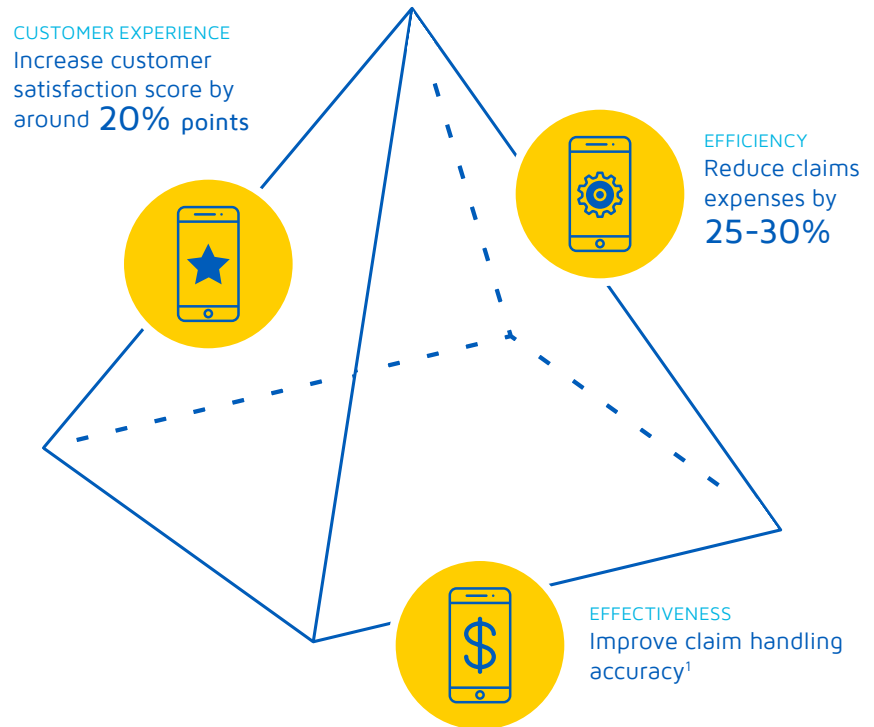 CUSTOMER EXPERIENCE
Increase customer
satisfaction score by
around 20% points
EFFICIENCY
Reduce claims
expenses by
25-30%
$
EFFECTIVENESS
Improve claim handling
accuracy¹